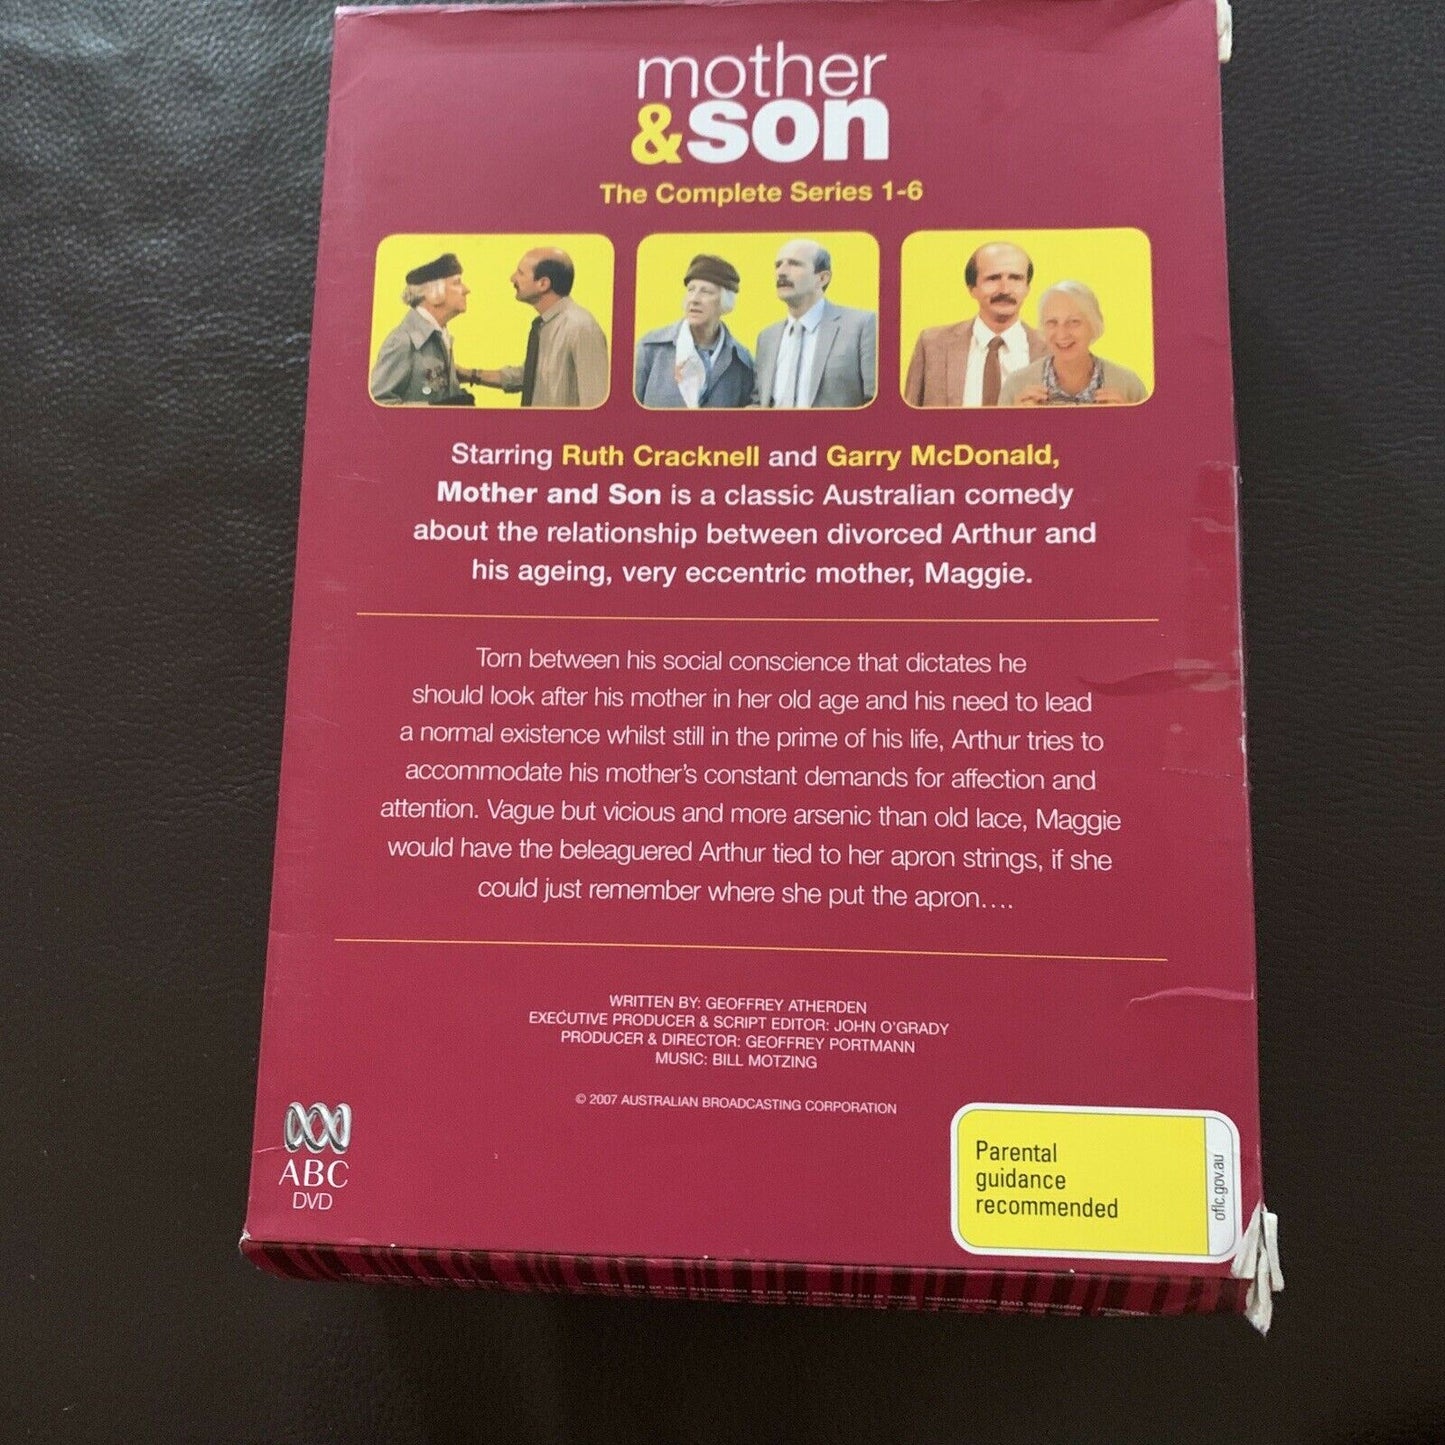 mother
&son
The Complete Series 1-6
Starring Ruth Cracknell and Garry McDonald,
Mother and Son is a classic Australian comedy
about the relationship between divorced Arthur and
his ageing, very eccentric mother, Maggie.
Torn between his social conscience that dictates he
should look after his mother in her old age and his need to lead
a normal existence whilst still in the prime of his life, Arthur tries to
accommodate his mother's constant demands for affection and
attention. Vague but vicious and more arsenic than old lace, Maggie
would have the beleaguered Arthur tied to her apron strings, if she
could just remember where she put the apron....
WRITTEN BY: GEOFFREY ATHERDEN
EXECUTIVE PRODUCER & SCRIPT EDITOR: JOHN O'GRADY
PRODUCER & DIRECTOR: GEOFFREY PORTMANN
MUSIC: BILL MOTZING
© 2007 AUSTRALIAN BROADCASTING CORPORATION
ABC
DVD
Parental
guidance
recommended
oflc.gov.au